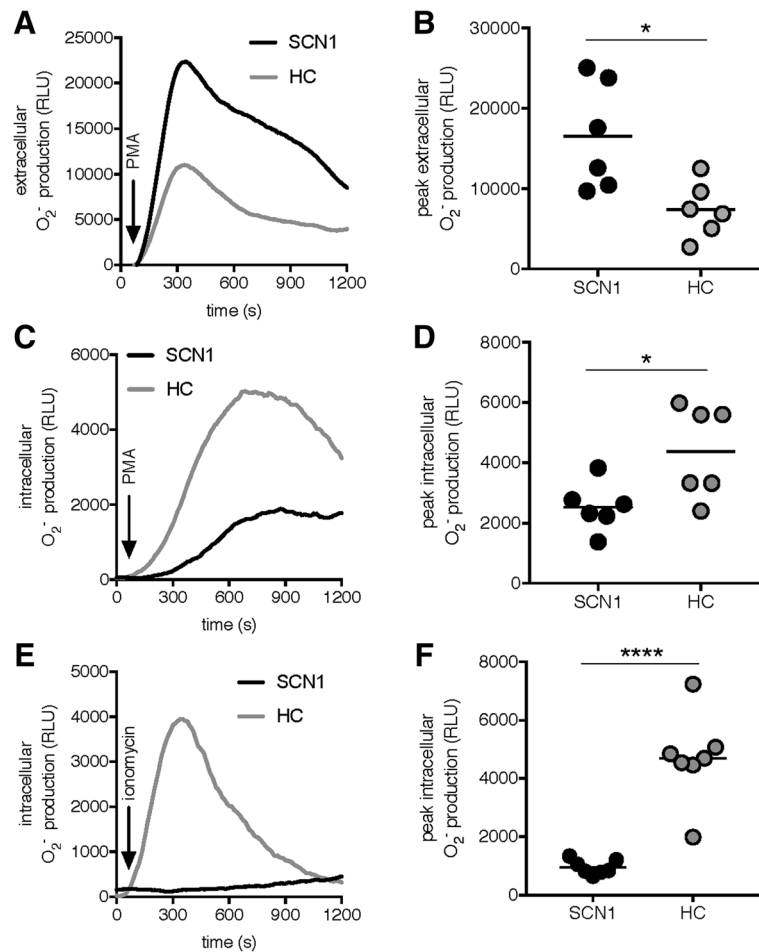 A
SCN1
HC
extracellular
O2- production (RLU)
25000
20000
15000
10000
5000
0
PMA
0 300 600 900 1200
time (s)
B
*
peak extracellular
O2- production (RLU)
30000
20000
10000
0
SCN1 HC
C
SCN1
HC
intracellular
O2- production (RLU)
6000
4000
2000
0
PMA
0 300 600 900 1200
time (s)
D
*
peak intracellular
O2- production (RLU)
8000
6000
4000
2000
0
SCN1 HC
E
SCN1
HC
intracellular
O2- production (RLU)
5000
4000
3000
2000
1000
0
ionomycin
0 300 600 900 1200
time (s)
F
****
peak intracellular
O2- production (RLU)
8000
6000
4000
2000
0
SCN1 HC